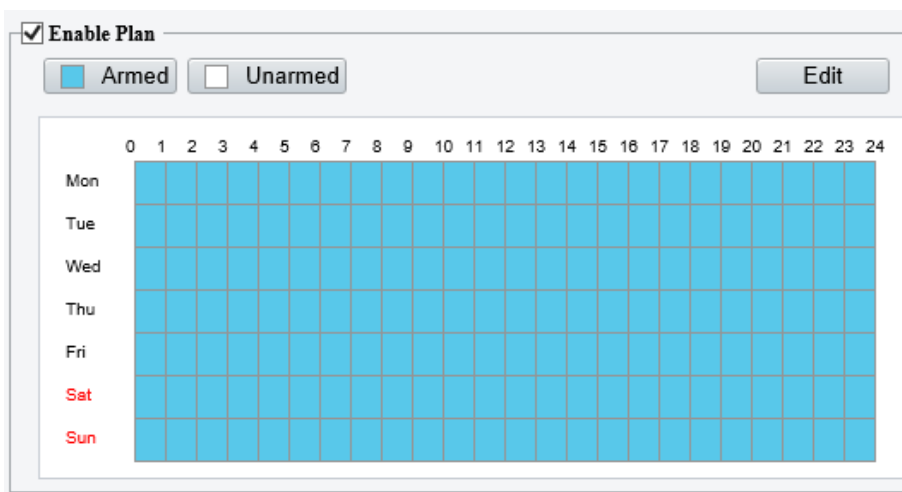 Enable Plan
Armed Unarmed Edit
0 1 2 3 4 5 6 7 8 9 10 11 12 13 14 15 16 17 18 19 20 21 22 23 24
Mon
Tue
Wed
Thu
Fri
Sat
Sun